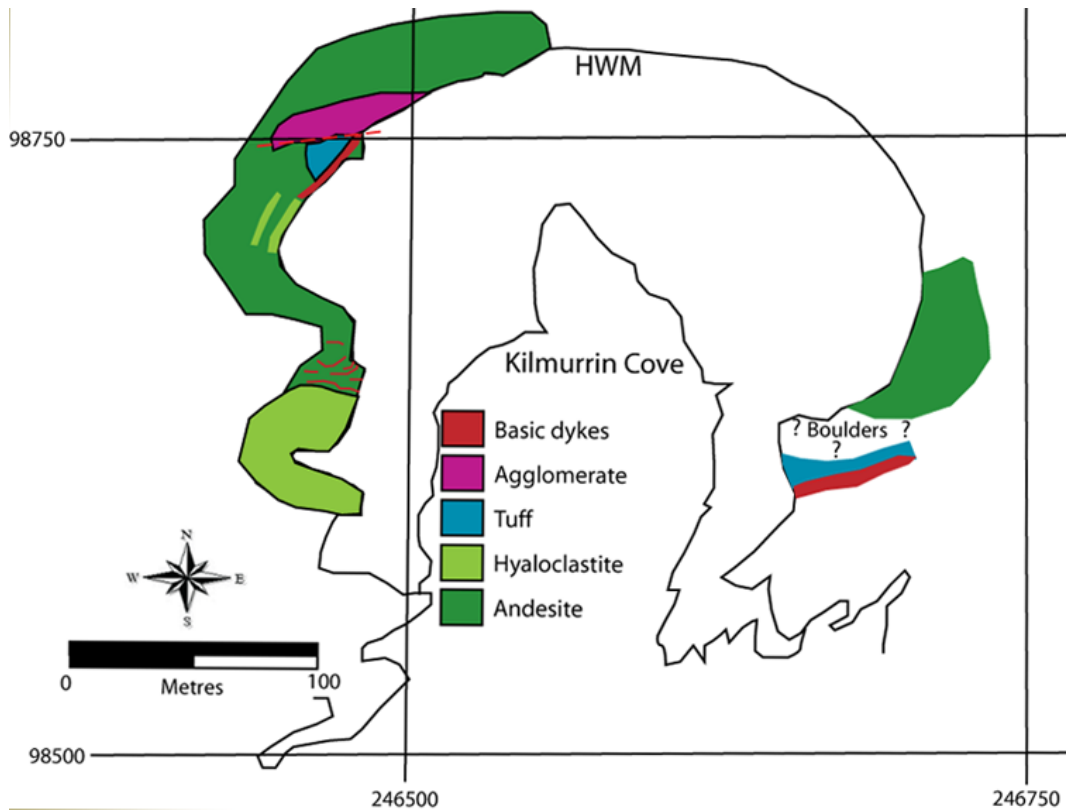 HWM
98750
Kilmurrin Cove
? Boulders ?
?
Basic dykes
Agglomerate
Tuff
Hyaloclastite
Andesite
N
W E
S
0 Metres 100
98500
246500 246750